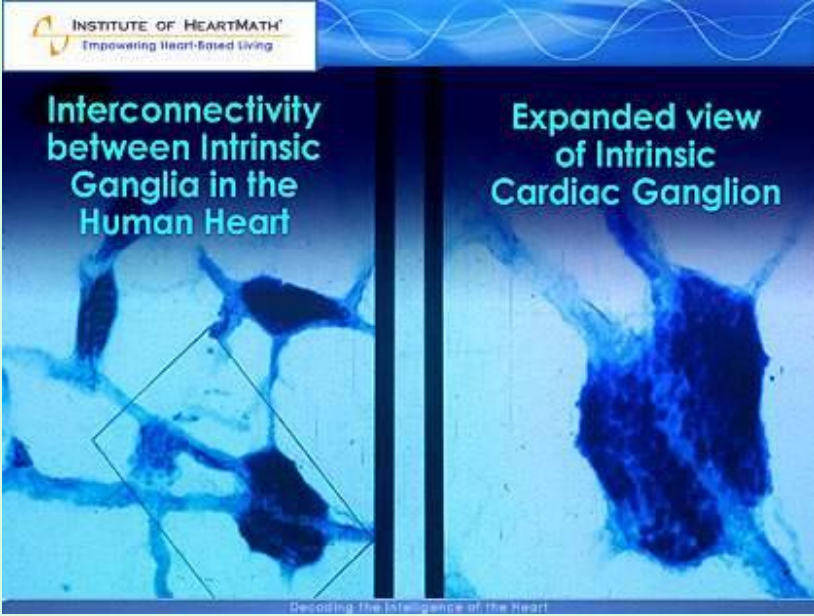 INSTITUTE OF HEARTMATH®
Empowering Heart-Based Living
Interconnectivity
between Intrinsic
Ganglia in the
Human Heart
Expanded view
of Intrinsic
Cardiac Ganglion
Decoding the Intelligence of the Heart